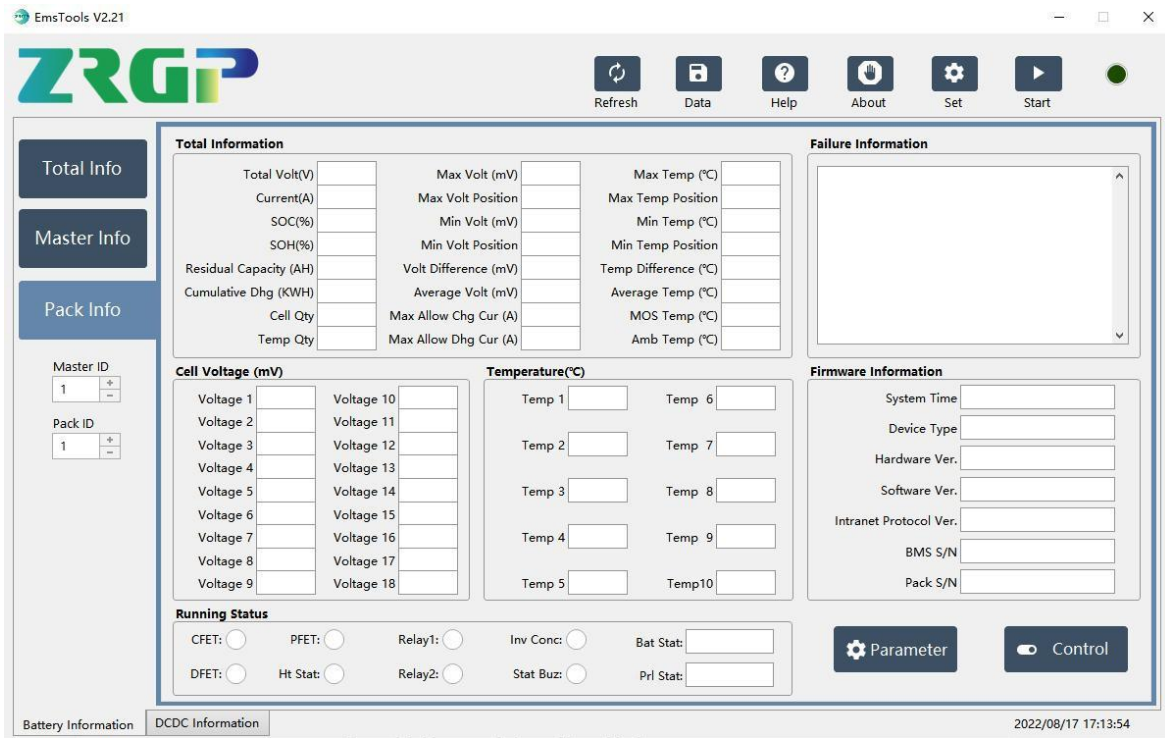 EmsTools V2.21
ZRGP
Refresh Data Help About Set Start
Total Info
Master Info
Pack Info
Master ID
1
Pack ID
1
Total Information
Total Volt(V) Max Volt (mV) Max Temp (℃)
Current(A) Max Volt Position Max Temp Position
SOC(%) Min Volt (mV) Min Temp (℃)
SOH(%) Min Volt Position Min Temp Position
Residual Capacity (AH) Volt Difference (mV) Temp Difference (℃)
Cumulative Dhg (KWH) Average Volt (mV) Average Temp (℃)
Cell Qty Max Allow Chg Cur (A) MOS Temp (℃)
Temp Qty Max Allow Dhg Cur (A) Amb Temp (℃)
Failure Information
Cell Voltage (mV)
Voltage 1 Voltage 10
Voltage 2 Voltage 11
Voltage 3 Voltage 12
Voltage 4 Voltage 13
Voltage 5 Voltage 14
Voltage 6 Voltage 15
Voltage 7 Voltage 16
Voltage 8 Voltage 17
Voltage 9 Voltage 18
Temperature(℃)
Temp 1 Temp 6
Temp 2 Temp 7
Temp 3 Temp 8
Temp 4 Temp 9
Temp 5 Temp10
Firmware Information
System Time
Device Type
Hardware Ver.
Software Ver.
Intranet Protocol Ver.
BMS S/N
Pack S/N
Running Status
CFET: PFET: Relay1: Inv Conc: Bat Stat:
DFET: Ht Stat: Relay2: Stat Buz: Prl Stat:
Parameter Control
Battery Information DCDC Information 2022/08/17 17:13:54